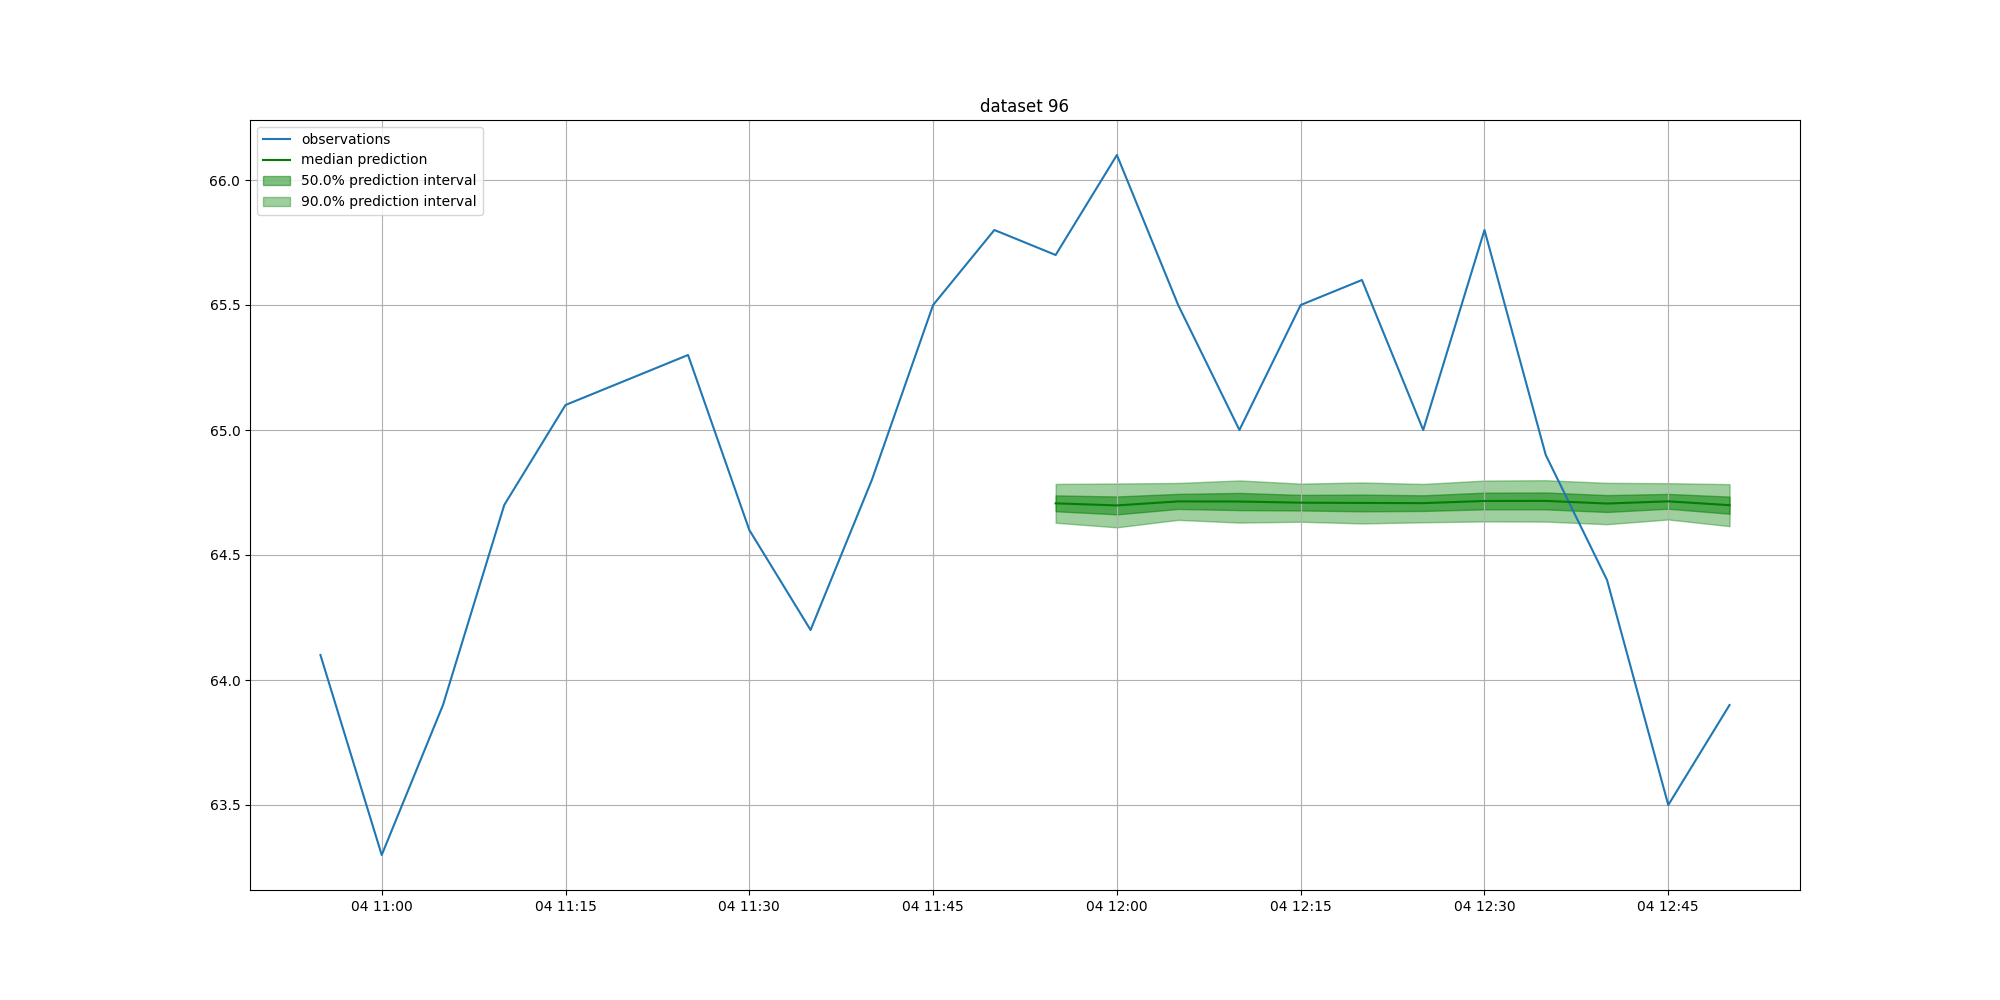 dataset 96
observations
median prediction
50.0% prediction interval
90.0% prediction interval
66.0
65.5
65.0
64.5
64.0
63.5
04 11:00 04 11:15 04 11:30 04 11:45 04 12:00 04 12:15 04 12:30 04 12:45